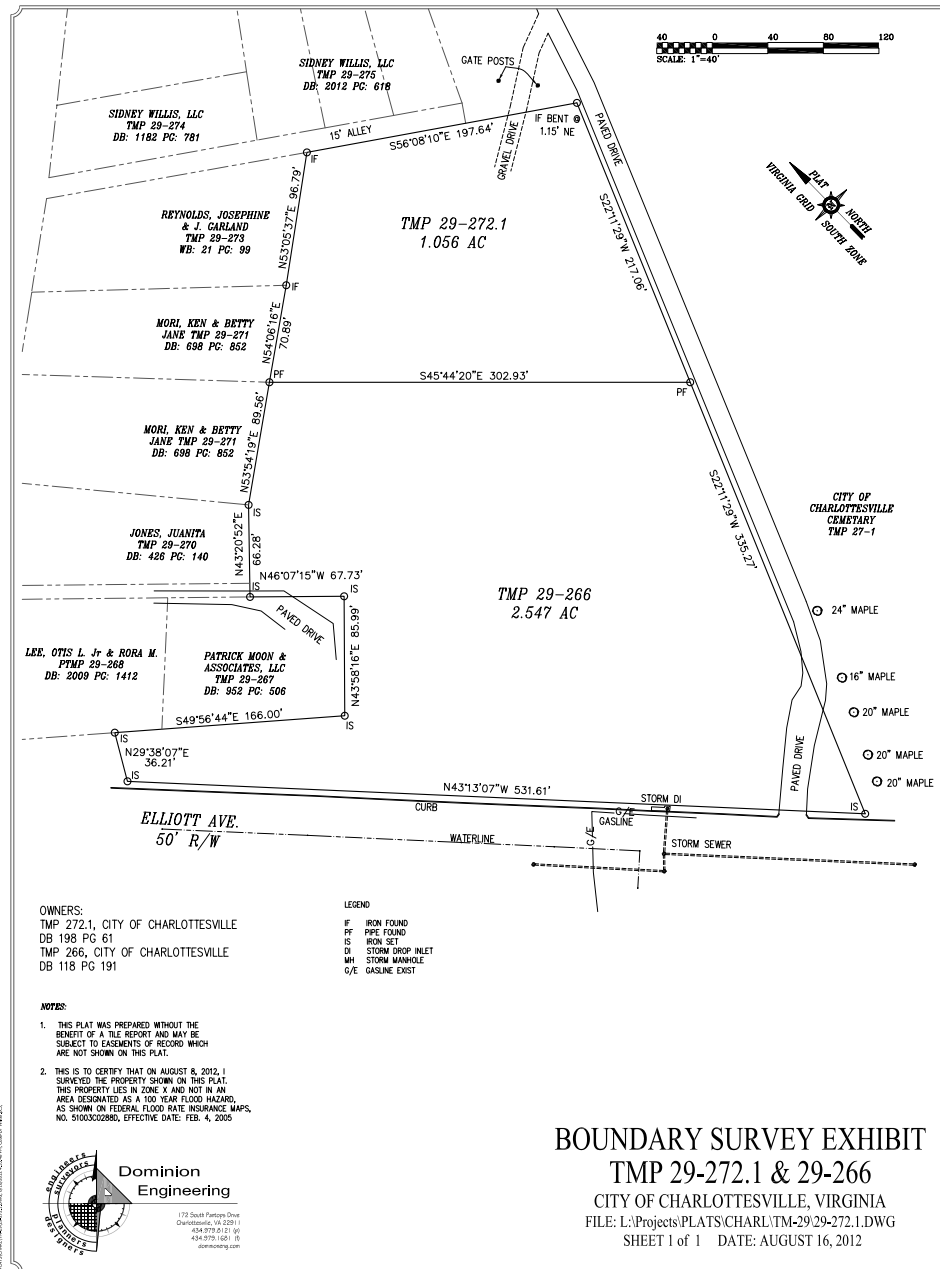 40 0 40 80 120
SCALE: 1"=40'
SIDNEY WILLIS, LLC
TMP 29-275
DB: 2012 PG: 618
GATE POSTS
SIDNEY WILLIS, LLC
TMP 29-274
DB: 1182 PG: 781
15' ALLEY
S56°08'10"E 197.64'
IF
GRAVEL DRIVE
IF BENT @
1.15' NE
PAVED DRIVE
PLAT NORTH
VIRGINIA GRID SOUTH ZONE
REYNOLDS, JOSEPHINE
& J. GARLAND
TMP 29-273
WB: 21 PG: 99
N53°05'37"E 96.79'
TMP 29-272.1
1.056 AC
S22°11'29"W 217.06'
IF
MORI, KEN & BETTY
JANE TMP 29-271
DB: 698 PG: 852
N54°06'16"E
70.89'
PF
S45°44'20"E 302.93'
PF
MORI, KEN & BETTY
JANE TMP 29-271
DB: 698 PG: 852
N53°54'19"E 89.56'
S22°11'29"W 335.27'
CITY OF
CHARLOTTESVILLE
CEMETARY
TMP 27-1
IS
JONES, JUANITA
TMP 29-270
DB: 426 PG: 140
N43°20'52"E
66.28'
N46°07'15"W 67.73'
IS
IS
TMP 29-266
2.547 AC
24" MAPLE
PAVED DRIVE
LEE, OTIS L. Jr & RORA M.
PTMP 29-268
DB: 2009 PG: 1412
PATRICK MOON &
ASSOCIATES, LLC
TMP 29-267
DB: 952 PG: 506
N43°58'16"E 85.99'
16" MAPLE
S49°56'44"E 166.00'
IS
20" MAPLE
IS
N29°38'07"E
36.21'
IS
20" MAPLE
PAVED DRIVE
20" MAPLE
N43°13'07"W 531.61'
STORM DI
IS
CURB
G/E
GASLINE
ELLIOTT AVE.
50' R/W
WATERLINE
G/E
STORM SEWER
OWNERS:
TMP 272.1, CITY OF CHARLOTTESVILLE
DB 198 PG 61
TMP 266, CITY OF CHARLOTTESVILLE
DB 118 PG 191
LEGEND
IF IRON FOUND
PF PIPE FOUND
IS IRON SET
DI STORM DROP INLET
MH STORM MANHOLE
G/E GASLINE EXIST
NOTES:
1. THIS PLAT WAS PREPARED WITHOUT THE
BENEFIT OF A TILE REPORT AND MAY BE
SUBJECT TO EASEMENTS OF RECORD WHICH
ARE NOT SHOWN ON THIS PLAT.
2. THIS IS TO CERTIFY THAT ON AUGUST 8, 2012, I
SURVEYED THE PROPERTY SHOWN ON THIS PLAT.
THIS PROPERTY LIES IN ZONE X AND NOT IN AN
AREA DESIGNATED AS A 100 YEAR FLOOD HAZARD,
AS SHOWN ON FEDERAL FLOOD RATE INSURANCE MAPS,
NO. 51003C0288D, EFFECTIVE DATE: FEB. 4, 2005
engineers
surveyors
planners
designers
Dominion
Engineering
172 South Pantops Drive
Charlottesville, VA 22911
434.979.8121 (p)
434.979.1681 (f)
dominioneng.com
BOUNDARY SURVEY EXHIBIT
TMP 29-272.1 & 29-266
CITY OF CHARLOTTESVILLE, VIRGINIA
FILE: L:\Projects\PLATS\CHARL\TM-29\29-272.1.DWG
SHEET 1 of 1 DATE: AUGUST 16, 2012